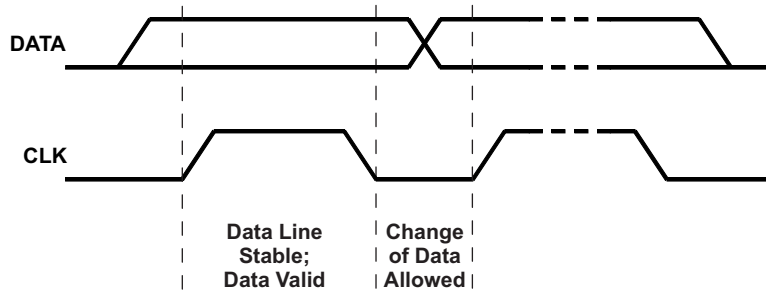 DATA
CLK
Data Line
Stable;
Data Valid
Change
of Data
Allowed